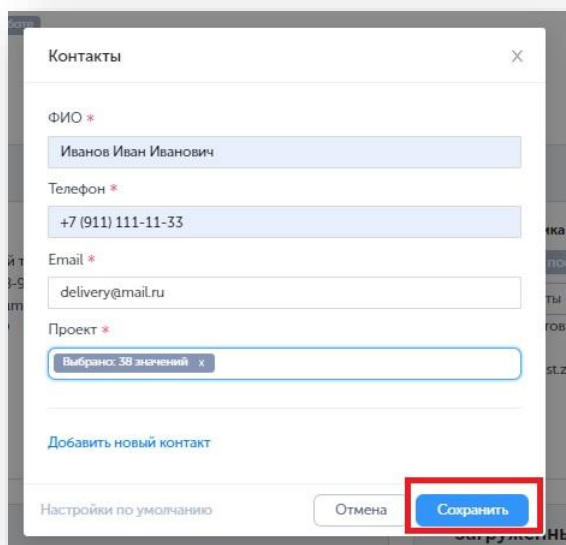 Контакты
ФИО *
Иванов Иван Иванович
Телефон *
+7 (911) 111-11-33
Email *
delivery@mail.ru
Проект *
Выбрано: 38 значений x
Добавить новый контакт
Настройки по умолчанию
Отмена
Сохранить